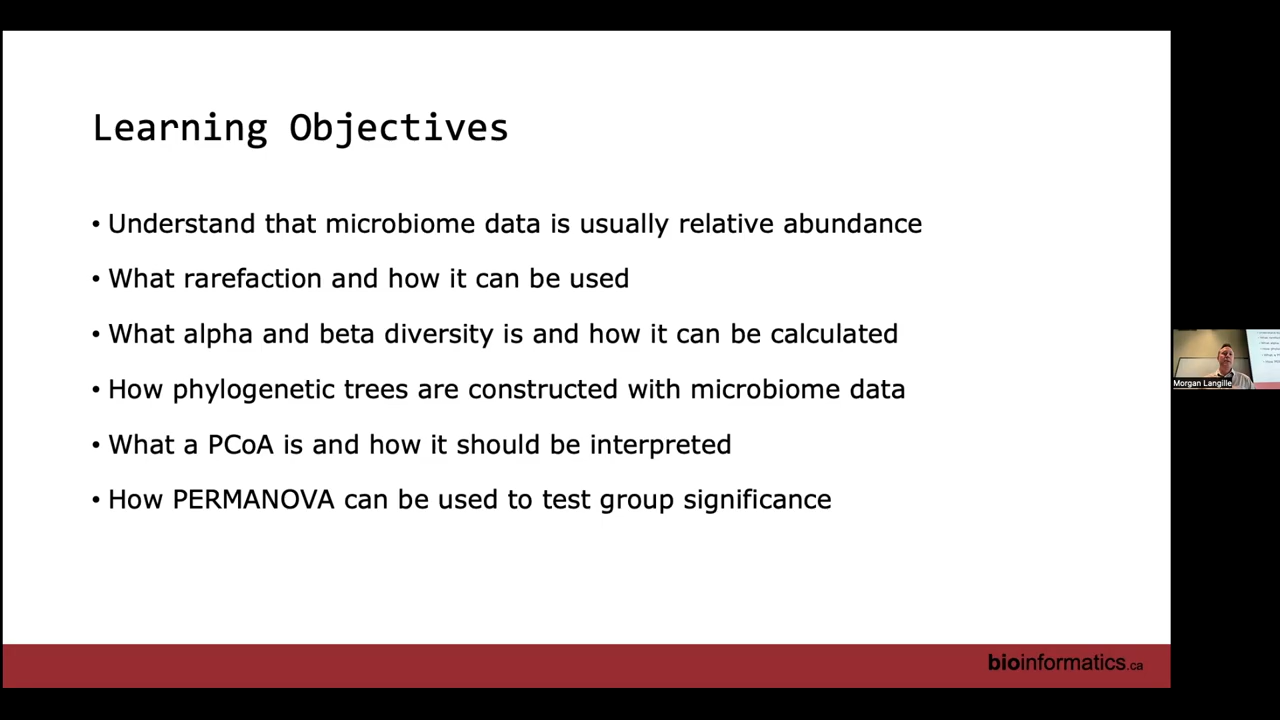 Learning Objectives
• Understand that microbiome data is usually relative abundance
• What rarefaction and how it can be used
• What alpha and beta diversity is and how it can be calculated
• How phylogenetic trees are constructed with microbiome data
• What a PCoA is and how it should be interpreted
• How PERMANOVA can be used to test group significance
Morgan Langille
bioinformatics.ca